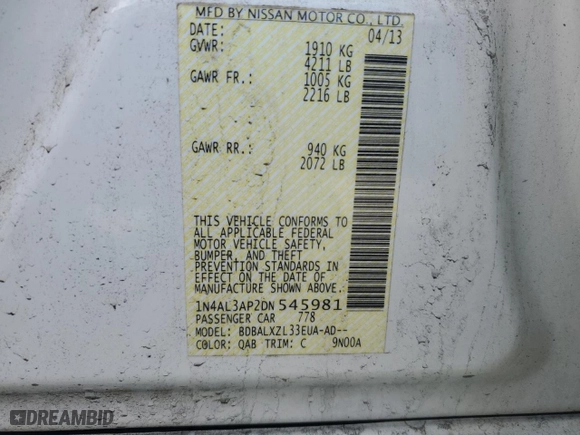 MFD BY NISSAN MOTOR CO., LTD.
DATE: 04/13
GVWR: 1910 KG
4211 LB
GAWR FR.: 1005 KG
2216 LB
GAWR RR.: 940 KG
2072 LB
THIS VEHICLE CONFORMS TO
ALL APPLICABLE FEDERAL
MOTOR VEHICLE SAFETY,
BUMPER, AND THEFT
PREVENTION STANDARDS IN
EFFECT ON THE DATE OF
MANUFACTURE SHOWN ABOVE.
1N4AL3AP2DN 545981
PASSENGER CAR 778
MODEL: BDBALXZL33EUA-AD--
COLOR: QAB TRIM: C 9N00A
DREAMBID